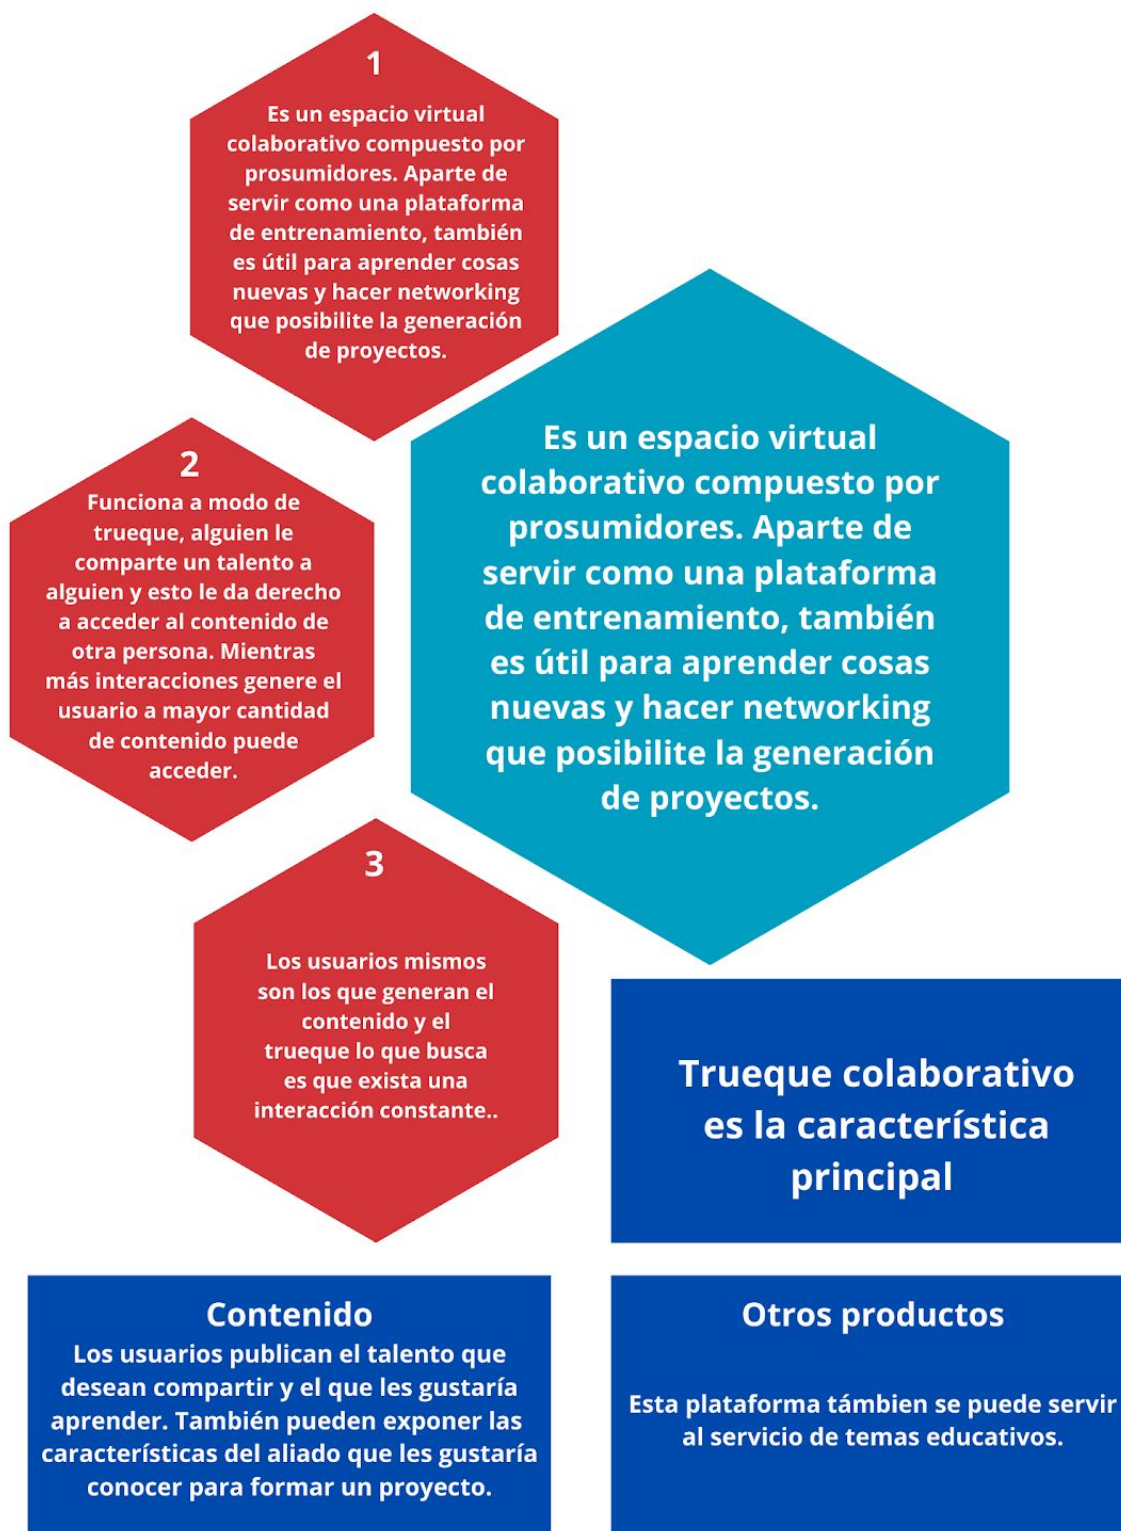 1
Es un espacio virtual
colaborativo compuesto por
prosumidores. Aparte de
servir como una plataforma
de entrenamiento, también
es útil para aprender cosas
nuevas y hacer networking
que posibilite la generación
de proyectos.
2
Funciona a modo de
trueque, alguien le
comparte un talento a
alguien y esto le da derecho
a acceder al contenido de
otra persona. Mientras
más interacciones genere el
usuario a mayor cantidad
de contenido puede
acceder.
Es un espacio virtual
colaborativo compuesto por
prosumidores. Aparte de
servir como una plataforma
de entrenamiento, también
es útil para aprender cosas
nuevas y hacer networking
que posibilite la generación
de proyectos.
3
Los usuarios mismos
son los que generan el
contenido y el
trueque lo que busca
es que exista una
interacción constante..
Trueque colaborativo
es la característica
principal
Contenido
Los usuarios publican el talento que
desean compartir y el que les gustaría
aprender. También pueden exponer las
características del aliado que les gustaría
conocer para formar un proyecto.
Otros productos
Esta plataforma támbien se puede servir
al servicio de temas educativos.